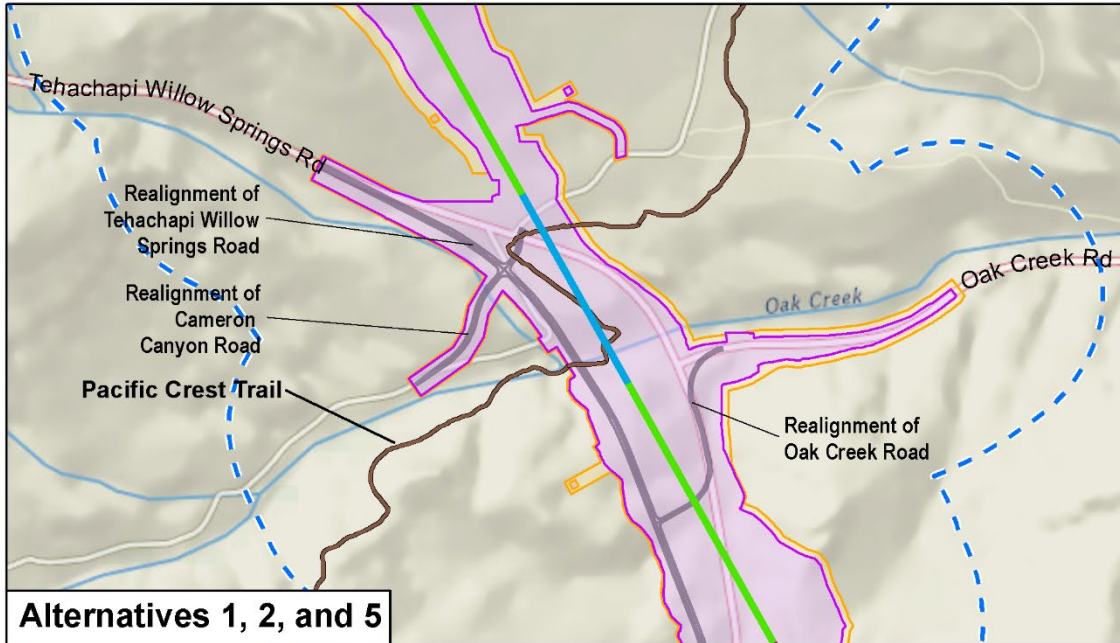 Tehachapi Willow Springs Rd
Realignment of
Tehachapi Willow
Springs Road
Realignment of
Cameron
Canyon Road
Pacific Crest Trail
Oak Creek
Oak Creek Rd
Realignment of
Oak Creek Road
Alternatives 1, 2, and 5